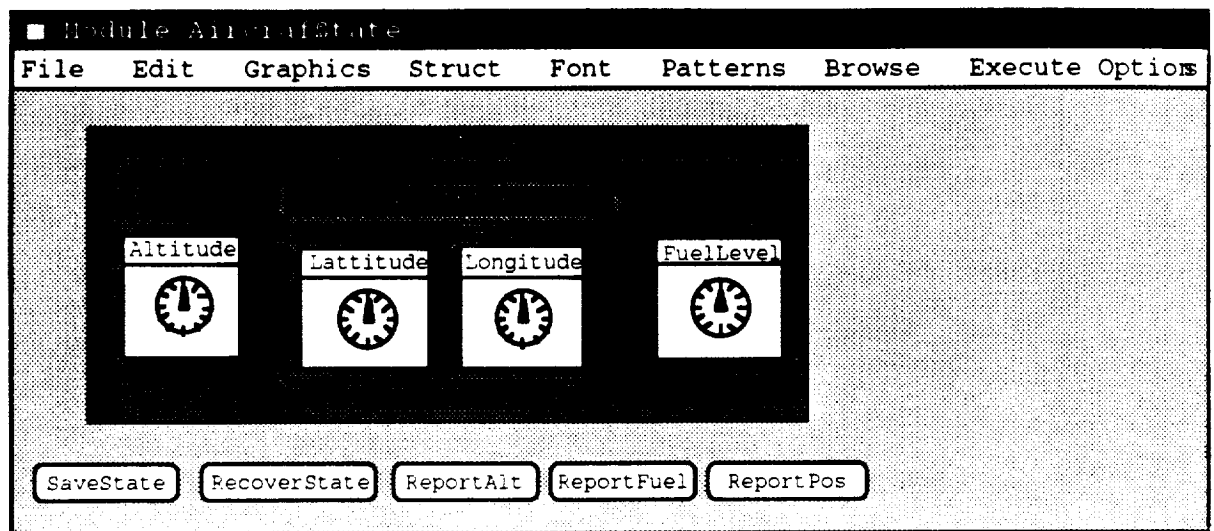 Module AircrafState
File Edit Graphics Struct Font Patterns Browse Execute Options
Altitude Lattitude Longitude FuelLevel
SaveState RecoverState ReportAlt ReportFuel ReportPos